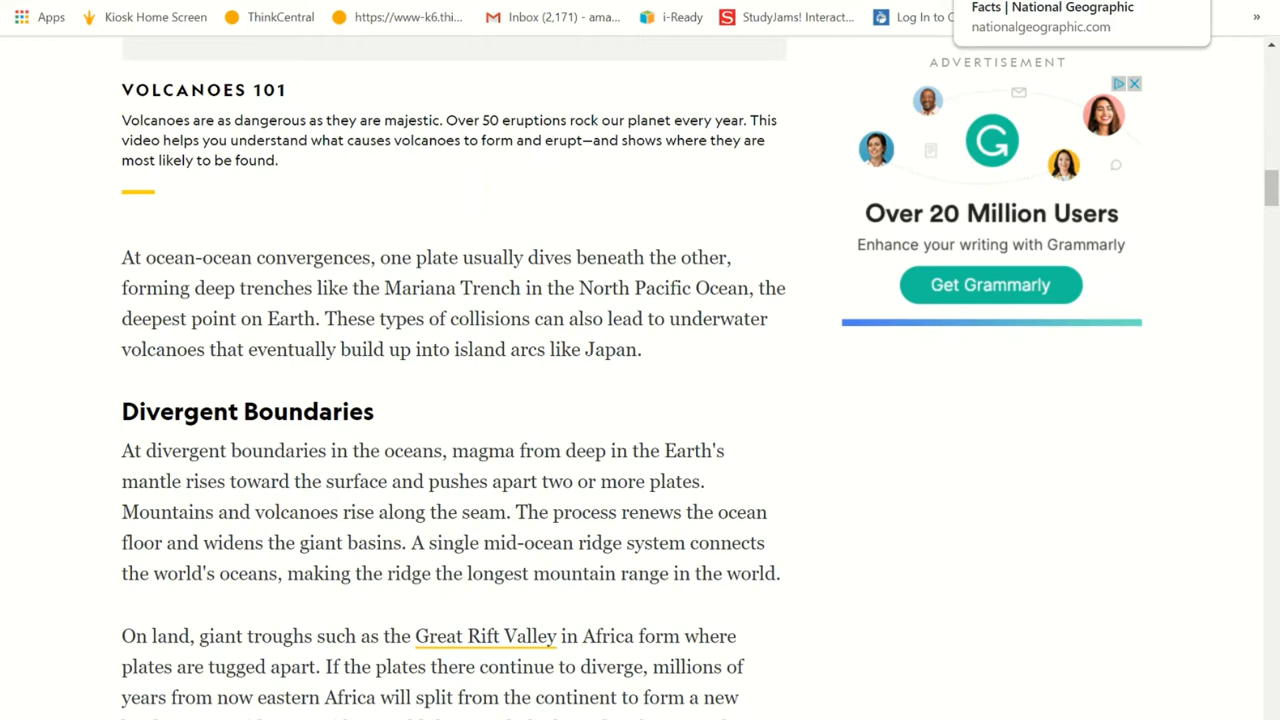 Apps
Kiosk Home Screen
ThinkCentral
https://www-k6.thi...
Inbox (2,171) - ama...
i-Ready
StudyJams! Interact...
Log In to
Facts | National Geographic
nationalgeographic.com
»
VOLCANOES 101
Volcanoes are as dangerous as they are majestic. Over 50 eruptions rock our planet every year. This
video helps you understand what causes volcanoes to form and erupt—and shows where they are
most likely to be found.
At ocean-ocean convergences, one plate usually dives beneath the other,
forming deep trenches like the Mariana Trench in the North Pacific Ocean, the
deepest point on Earth. These types of collisions can also lead to underwater
volcanoes that eventually build up into island arcs like Japan.
Divergent Boundaries
At divergent boundaries in the oceans, magma from deep in the Earth's
mantle rises toward the surface and pushes apart two or more plates.
Mountains and volcanoes rise along the seam. The process renews the ocean
floor and widens the giant basins. A single mid-ocean ridge system connects
the world's oceans, making the ridge the longest mountain range in the world.
On land, giant troughs such as the Great Rift Valley in Africa form where
plates are tugged apart. If the plates there continue to diverge, millions of
years from now eastern Africa will split from the continent to form a new
ADVERTISEMENT
G
Over 20 Million Users
Enhance your writing with Grammarly
Get Grammarly